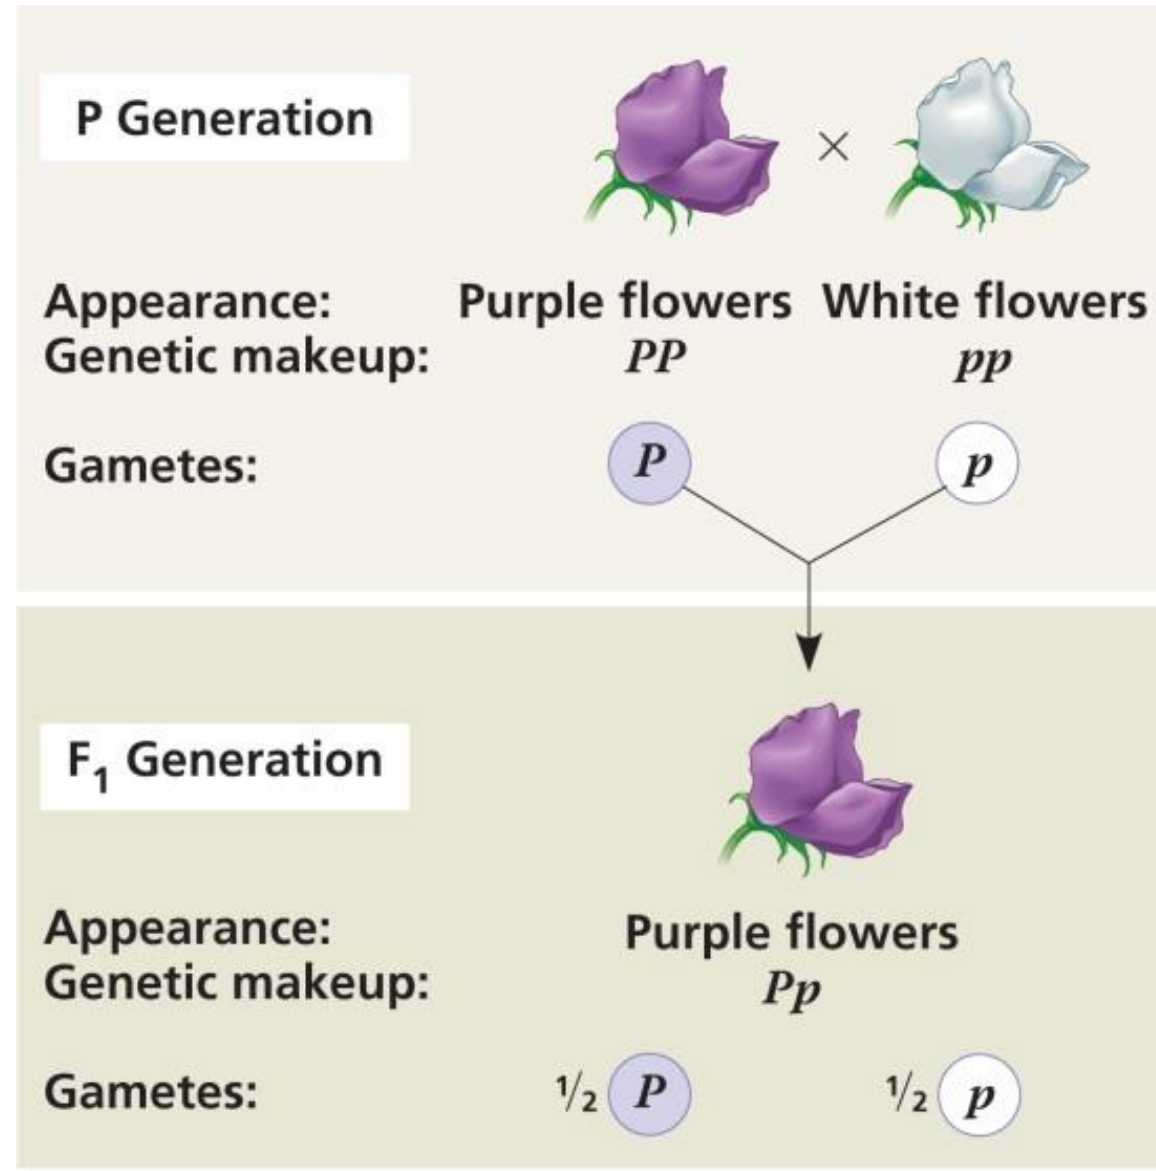 P Generation
×
Appearance: Purple flowers White flowers
Genetic makeup: PP pp
Gametes: P p
F₁ Generation
Appearance: Purple flowers
Genetic makeup: Pp
Gametes: 1/2 P 1/2 p